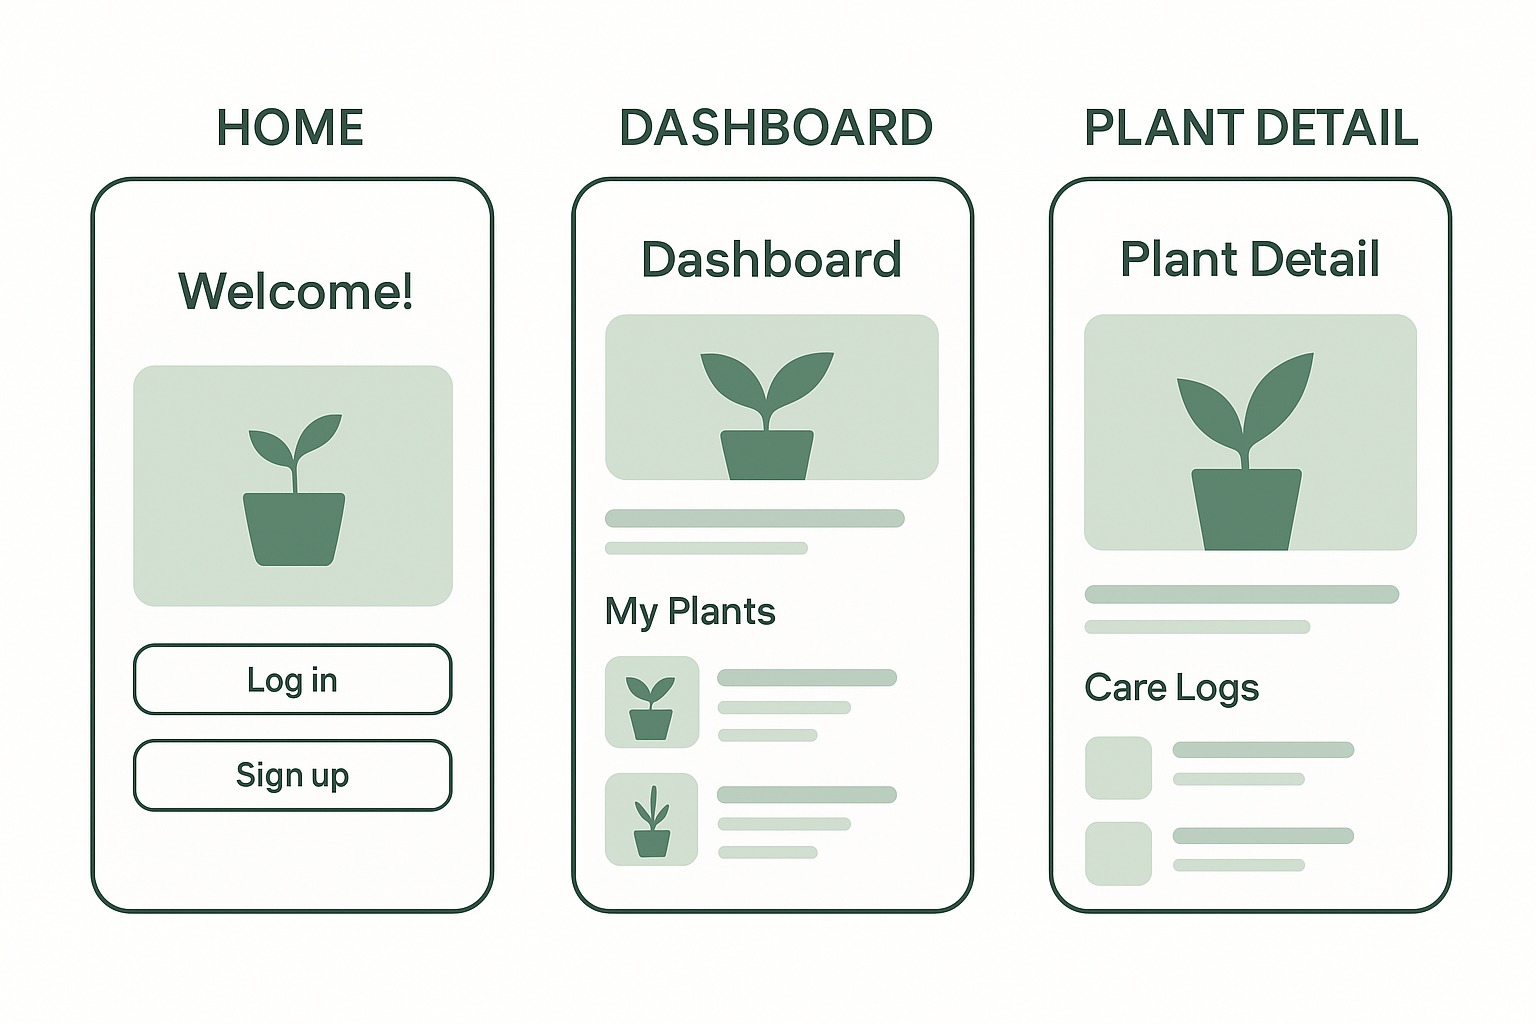 HOME
Welcome!
Log in
Sign up
DASHBOARD
Dashboard
My Plants
PLANT DETAIL
Plant Detail
Care Logs